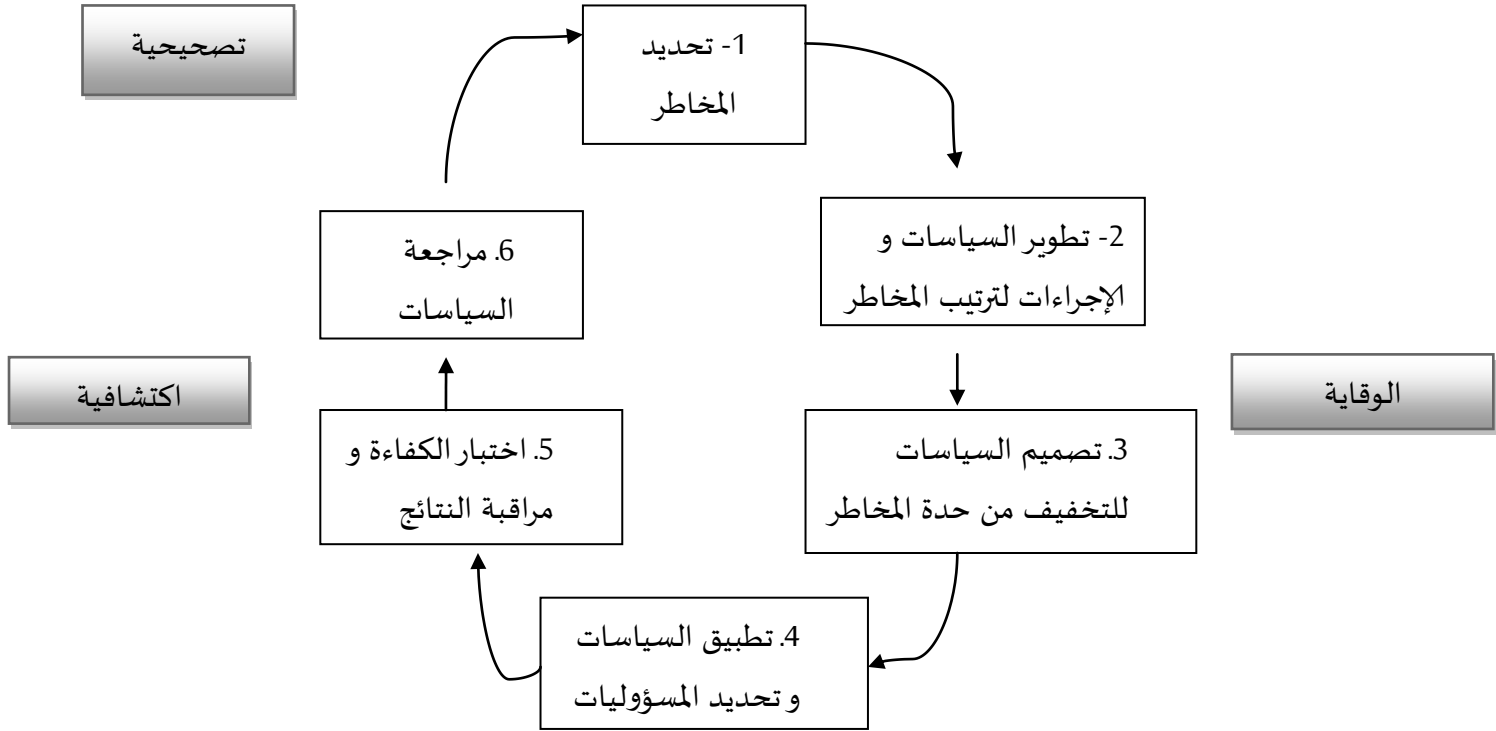 تصحيحية
1- تحديد
المخاطر
2- تطوير السياسات و
الإجراءات لترتيب المخاطر
6. مراجعة
السياسات
اكتشافية
الوقاية
3. تصميم السياسات
للتخفيف من حدة المخاطر
5. اختبار الكفاءة و
مراقبة النتائج
4. تطبيق السياسات
و تحديد المسؤوليات